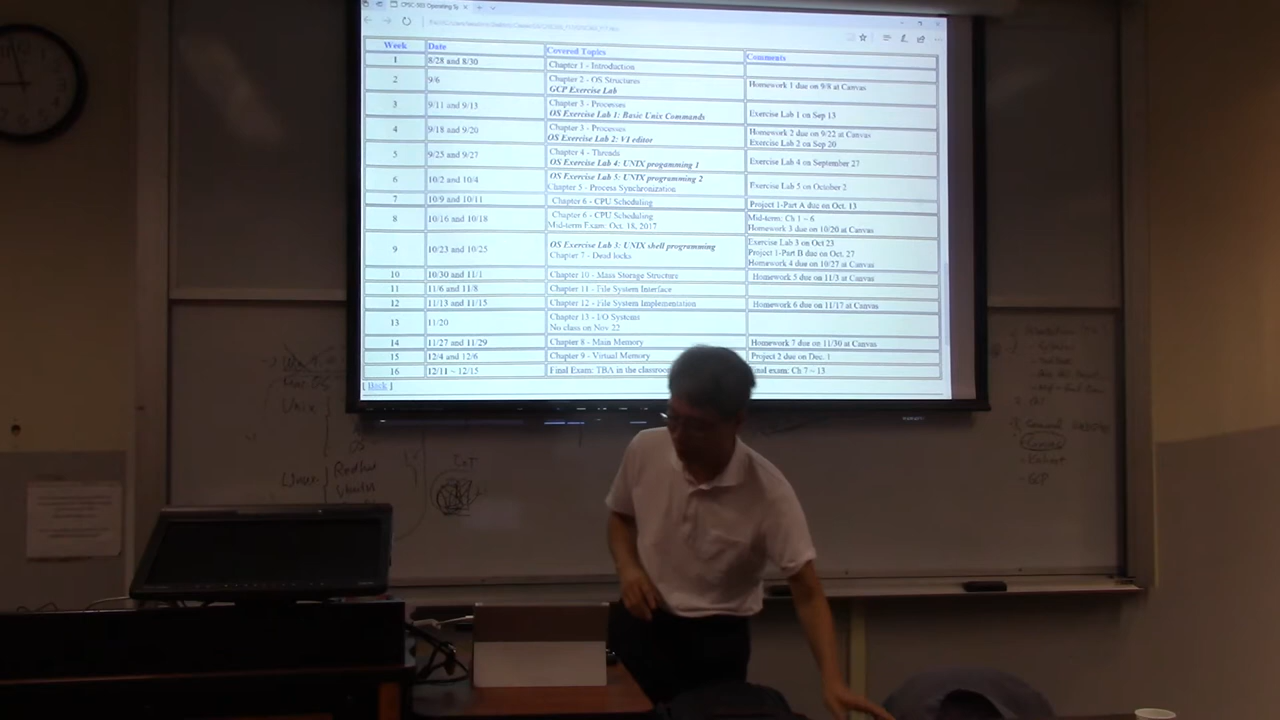 CPSC-351 Operating Sy
Week Date Covered Topics Comments
1 8/28 and 8/30 Chapter 1 - Introduction
2 9/6 Chapter 2 - OS Structures Homework 1 due on 9/8 at Canvas
GCP Exercise Lab
3 9/11 and 9/13 Chapter 3 - Processes Exercise Lab 1 on Sep 13
OS Exercise Lab 1: Basic Unix Commands
4 9/18 and 9/20 Chapter 3 - Processes Homework 2 due on 9/22 at Canvas
OS Exercise Lab 2: VI editor Exercise Lab 2 on Sep 20
5 9/25 and 9/27 Chapter 4 - Threads Exercise Lab 4 on September 27
OS Exercise Lab 4: UNIX progamming 1
6 10/2 and 10/4 OS Exercise Lab 5: UNIX programming 2 Exercise Lab 5 on October 2
Chapter 5 - Process Synchronization
7 10/9 and 10/11 Chapter 6 - CPU Scheduling Project 1-Part A due on Oct. 13
8 10/16 and 10/18 Chapter 6 - CPU Scheduling Mid-term: Ch 1 ~ 6
Mid-term Exam: Oct. 18, 2017 Homework 3 due on 10/20 at Canvas
9 10/23 and 10/25 OS Exercise Lab 3: UNIX shell programming Exercise Lab 3 on Oct 23
Chapter 7 - Dead locks Project 1-Part B due on Oct. 27
Homework 4 due on 10/27 at Canvas
10 10/30 and 11/1 Chapter 10 - Mass Storage Structure Homework 5 due on 11/3 at Canvas
11 11/6 and 11/8 Chapter 11 - File System Interface
12 11/13 and 11/15 Chapter 12 - File System Implementation Homework 6 due on 11/17 at Canvas
13 11/20 Chapter 13 - I/O Systems
No class on Nov 22
14 11/27 and 11/29 Chapter 8 - Main Memory Homework 7 due on 11/30 at Canvas
15 12/4 and 12/6 Chapter 9 - Virtual Memory Project 2 due on Dec. 1
16 12/11 ~ 12/15 Final Exam: TBA in the classroo nal exam: Ch 7 ~ 13
[ Back ]
Mac OS
Unix
OS
Linux Redhat
Ubuntu
IoT
GCP